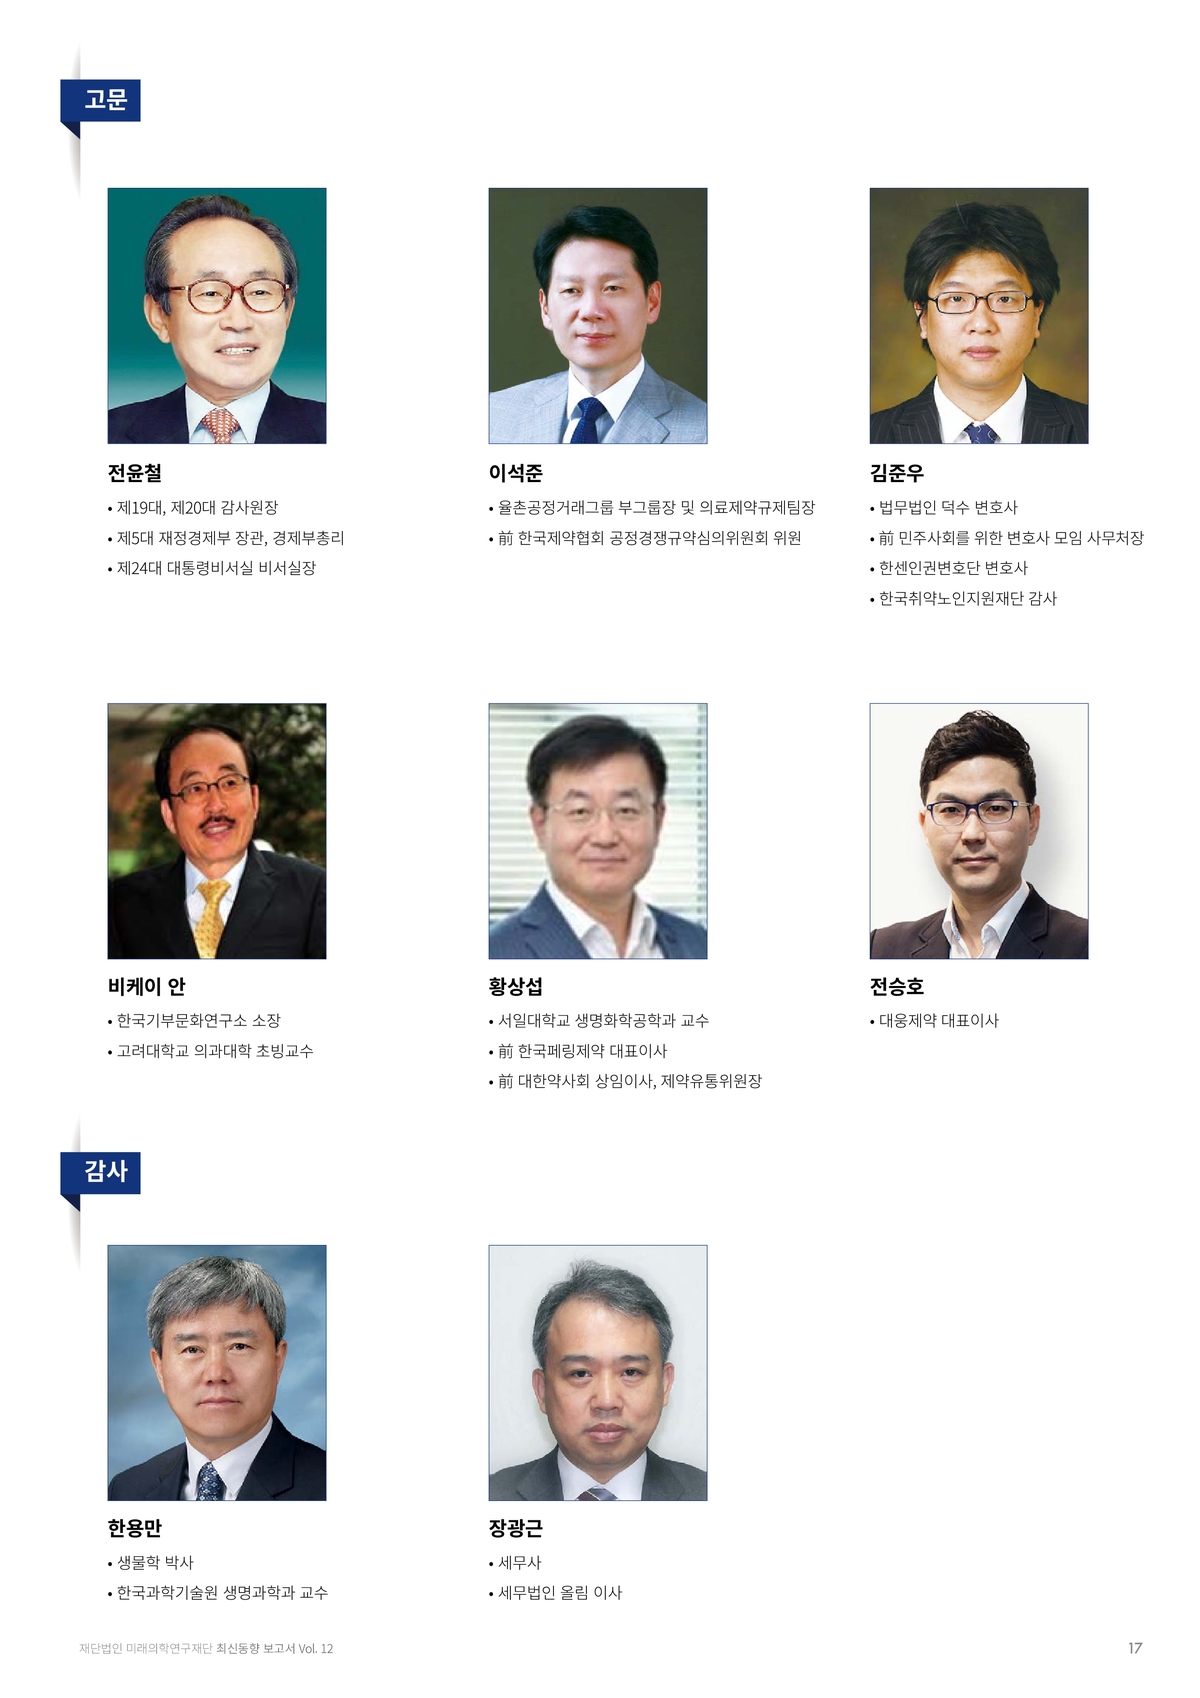 고문
전윤철
• 제19대, 제20대 감사원장
• 제5대 재정경제부 장관, 경제부총리
• 제24대 대통령비서실 비서실장
이석준
• 율촌공정거래그룹 부그룹장 및 의료제약규제팀장
• 前 한국제약협회 공정경쟁규약심의위원회 위원
김준우
• 법무법인 덕수 변호사
• 前 민주사회를 위한 변호사 모임 사무처장
• 한센인권변호단 변호사
• 한국취약노인지원재단 감사
비케이 안
• 한국기부문화연구소 소장
• 고려대학교 의과대학 초빙교수
황상섭
• 서일대학교 생명화학공학과 교수
• 前 한국페링제약 대표이사
• 前 대한약사회 상임이사, 제약유통위원장
전승호
• 대웅제약 대표이사
감사
한용만
• 생물학 박사
• 한국과학기술원 생명과학과 교수
장광근
• 세무사
• 세무법인 올림 이사
재단법인 미래의학연구재단 최신동향 보고서 Vol. 12
17